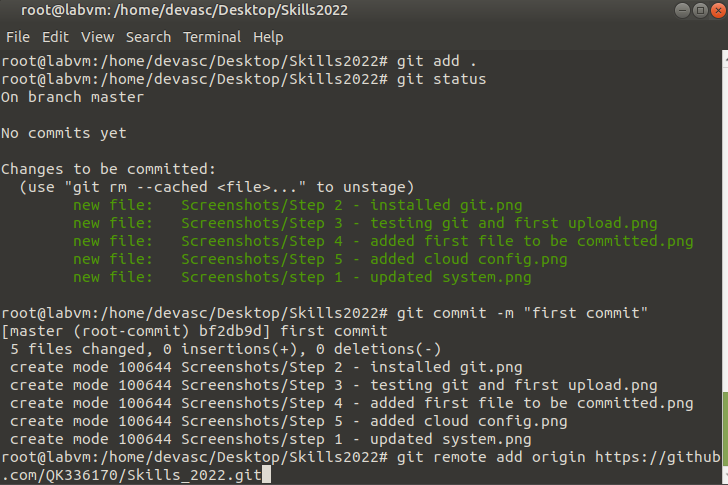 root@labvm: /home/devasc/Desktop/Skills2022
File Edit View Search Terminal Help
root@labvm:/home/devasc/Desktop/Skills2022# git add .
root@labvm:/home/devasc/Desktop/Skills2022# git status
On branch master
No commits yet
Changes to be committed:
(use "git rm --cached <file>..." to unstage)
new file: Screenshots/Step 2 - installed git.png
new file: Screenshots/Step 3 - testing git and first upload.png
new file: Screenshots/Step 4 - added first file to be committed.png
new file: Screenshots/Step 5 - added cloud config.png
new file: Screenshots/step 1 - updated system.png
root@labvm:/home/devasc/Desktop/Skills2022# git commit -m "first commit"
[master (root-commit) bf2db9d] first commit
5 files changed, 0 insertions(+), 0 deletions(-)
create mode 100644 Screenshots/Step 2 - installed git.png
create mode 100644 Screenshots/Step 3 - testing git and first upload.png
create mode 100644 Screenshots/Step 4 - added first file to be committed.png
create mode 100644 Screenshots/Step 5 - added cloud config.png
create mode 100644 Screenshots/step 1 - updated system.png
root@labvm:/home/devasc/Desktop/Skills2022# git remote add origin https://github
.com/QK336170/Skills_2022.git